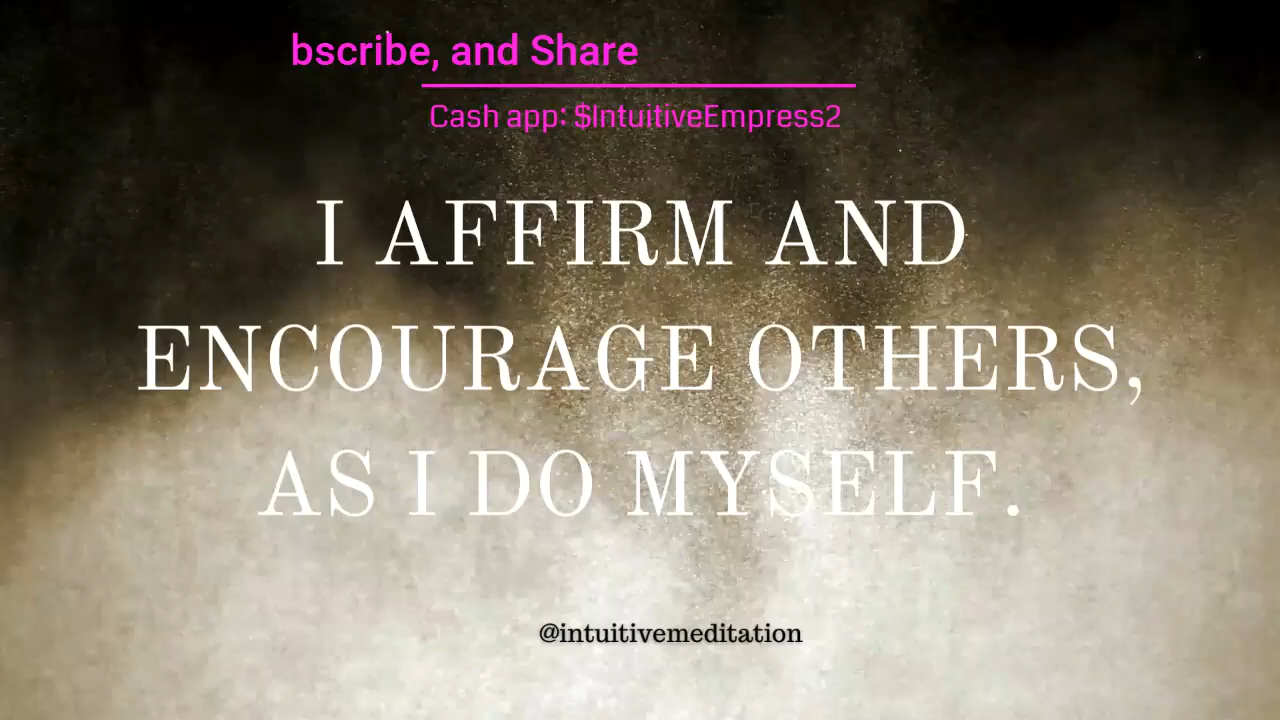 bscribe, and Share
Cash app: $IntuitiveEmpress2
I AFFIRM AND
ENCOURAGE OTHERS,
AS I DO MYSELF.
@intuitivemeditation